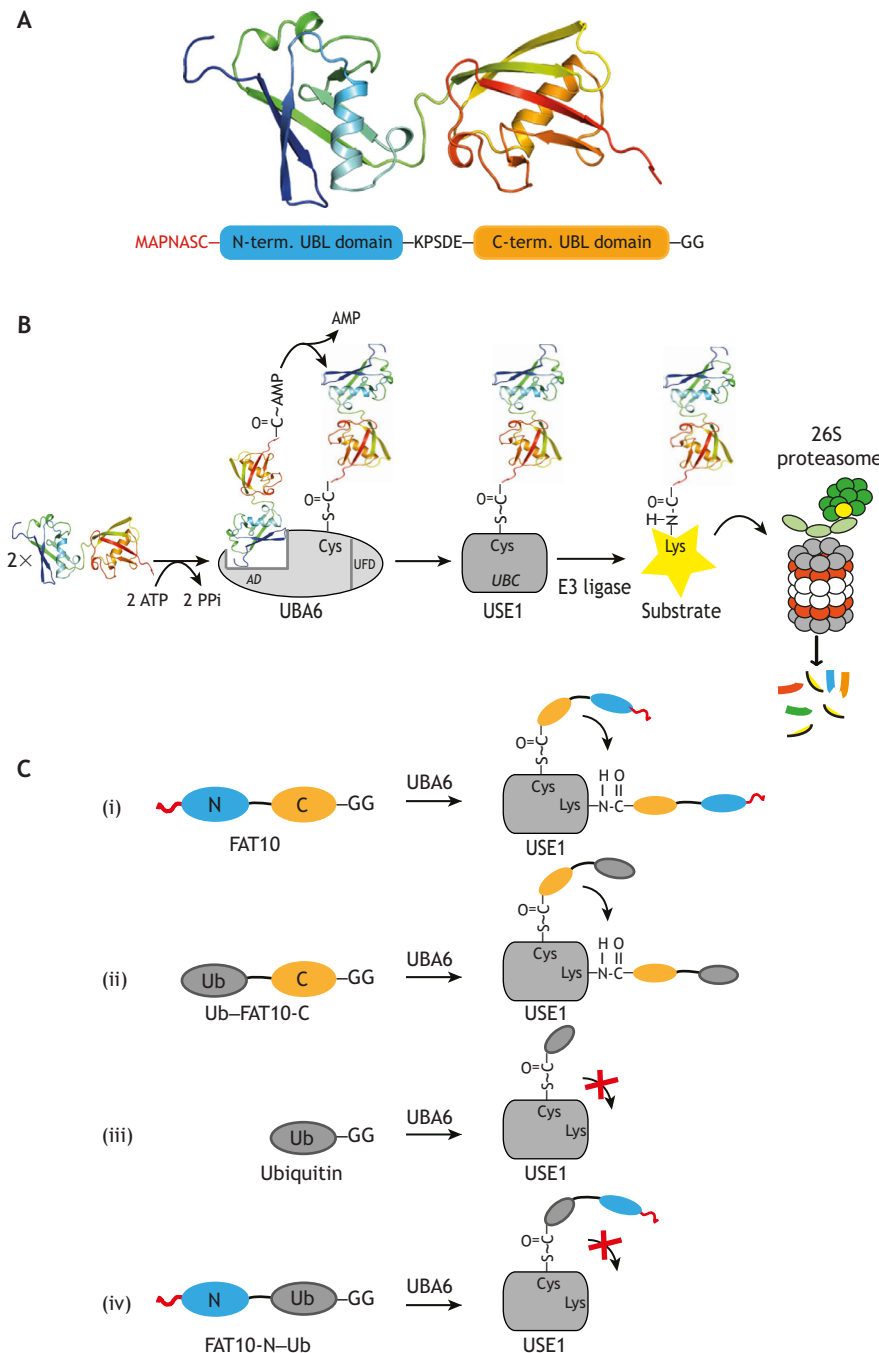 A
MAPNASC–N-term. UBL domain–KPSDE–C-term. UBL domain–GG
B
AMP
O=C~AMP
O=C
S
Cys
2×
2 ATP
2 PPi
AD
UFD
UBA6
O=C
S
Cys
UBC
USE1
E3 ligase
O=C
H–N
Lys
Substrate
26S
proteasome
C
(i)
N
C
–GG
FAT10
UBA6
O=C
S
Cys
Lys
H O
–N–C–
USE1
(ii)
Ub
C
–GG
Ub–FAT10-C
UBA6
O=C
S
Cys
Lys
H O
–N–C–
USE1
(iii)
Ub
–GG
Ubiquitin
UBA6
O=C
S
Cys
Lys
USE1
(iv)
N
Ub
–GG
FAT10-N–Ub
UBA6
O=C
S
Cys
Lys
USE1